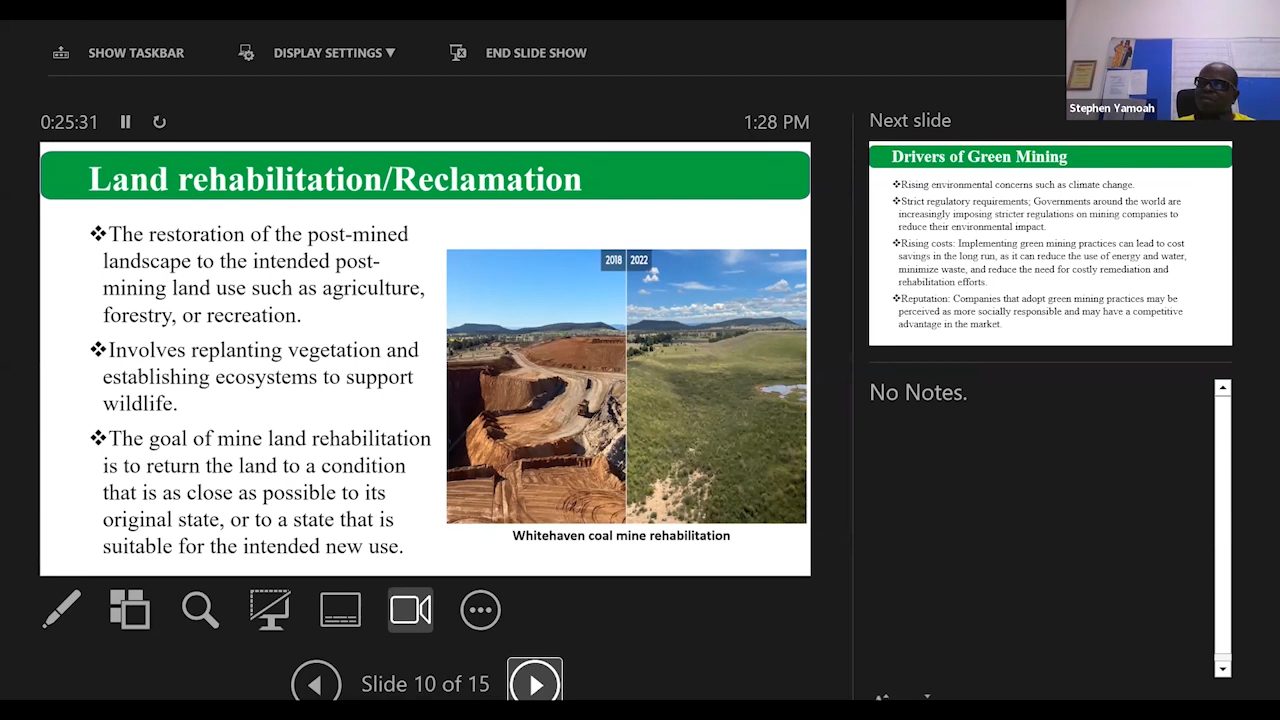 SHOW TASKBAR
DISPLAY SETTINGS ▼
END SLIDE SHOW
Stephen Yamoah
0:25:31
1:28 PM
Land rehabilitation/Reclamation
❖The restoration of the post-mined
landscape to the intended post-
mining land use such as agriculture,
forestry, or recreation.
❖Involves replanting vegetation and
establishing ecosystems to support
wildlife.
❖The goal of mine land rehabilitation
is to return the land to a condition
that is as close as possible to its
original state, or to a state that is
suitable for the intended new use.
2018 2022
Whitehaven coal mine rehabilitation
Slide 10 of 15
Next slide
Drivers of Green Mining
❖Rising environmental concerns such as climate change.
❖Strict regulatory requirements; Governments around the world are
increasingly imposing stricter regulations on mining companies to
reduce their environmental impact.
❖Rising costs: Implementing green mining practices can lead to cost
savings in the long run, as it can reduce the use of energy and water,
minimize waste, and reduce the need for costly remediation and
rehabilitation efforts.
❖Reputation: Companies that adopt green mining practices may be
perceived as more socially responsible and may have a competitive
advantage in the market.
No Notes.